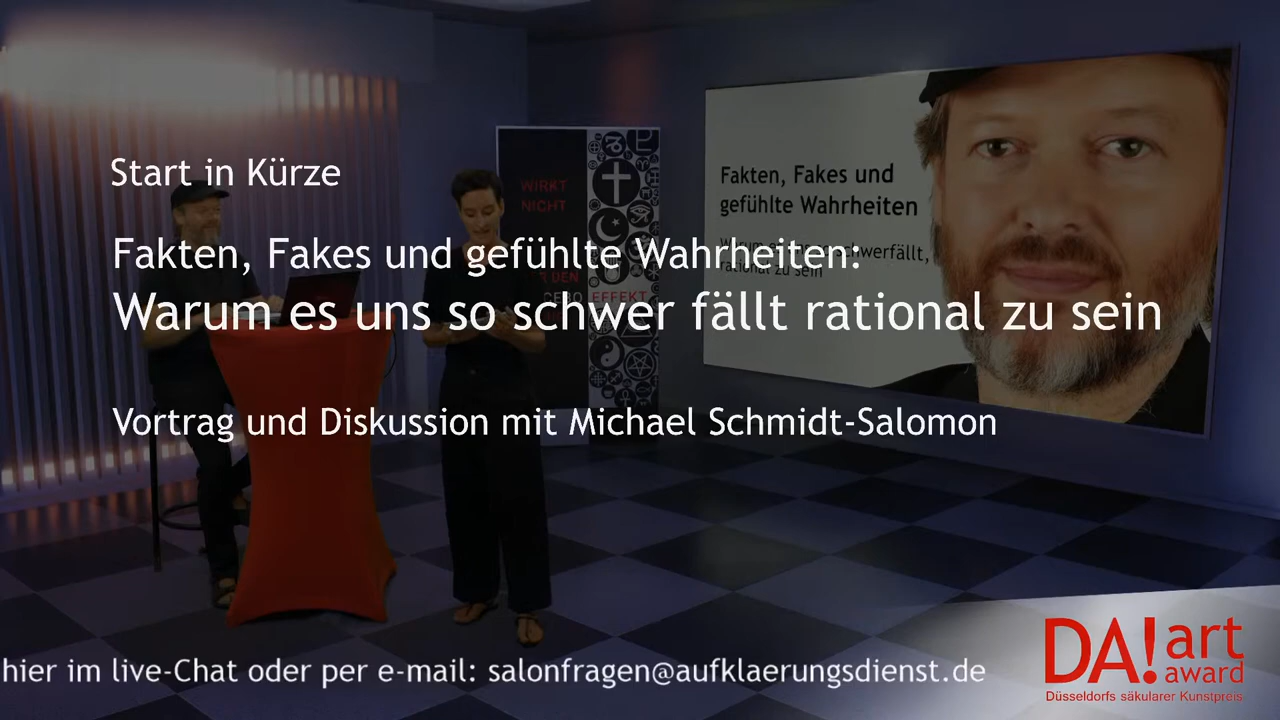 Start in Kürze
Fakten, Fakes und gefühlte Wahrheiten:
Warum es uns so schwer fällt rational zu sein
Vortrag und Diskussion mit Michael Schmidt-Salomon
Fakten, Fakes und
gefühlte Wahrheiten
schwerfällt,
rational zu sein
WIRKT
NICHT
DEN
EFFEKT
hier im live-Chat oder per e-mail: salonfragen@aufklaerungsdienst.de
DA! art
award
Düsseldorfs säkularer Kunstpreis